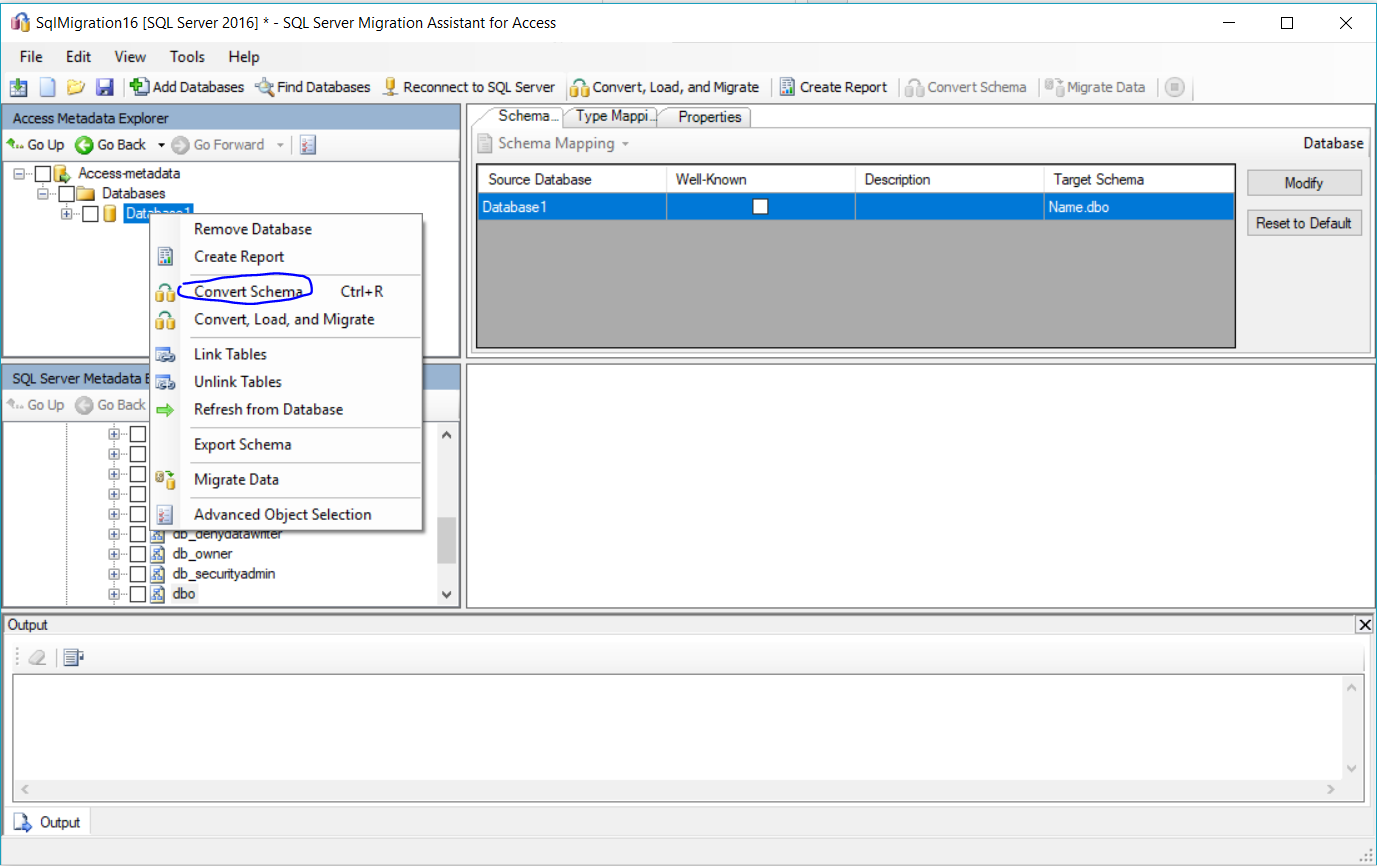 SqlMigration16 [SQL Server 2016] * - SQL Server Migration Assistant for Access
File Edit View Tools Help
Add Databases Find Databases Reconnect to SQL Server Convert, Load, and Migrate Create Report Convert Schema Migrate Data
Access Metadata Explorer
Go Up Go Back Go Forward
Access-metadata
Databases
Database1
Remove Database
Create Report
Convert Schema Ctrl+R
Convert, Load, and Migrate
Link Tables
Unlink Tables
Refresh from Database
Export Schema
Migrate Data
Advanced Object Selection
Schema... Type Mappi... Properties
Schema Mapping Database
Source Database Well-Known Description Target Schema
Database1 Name.dbo
Modify
Reset to Default
SQL Server Metadata E
Go Up Go Back
db_denydatawriter
db_owner
db_securityadmin
dbo
Output
Output